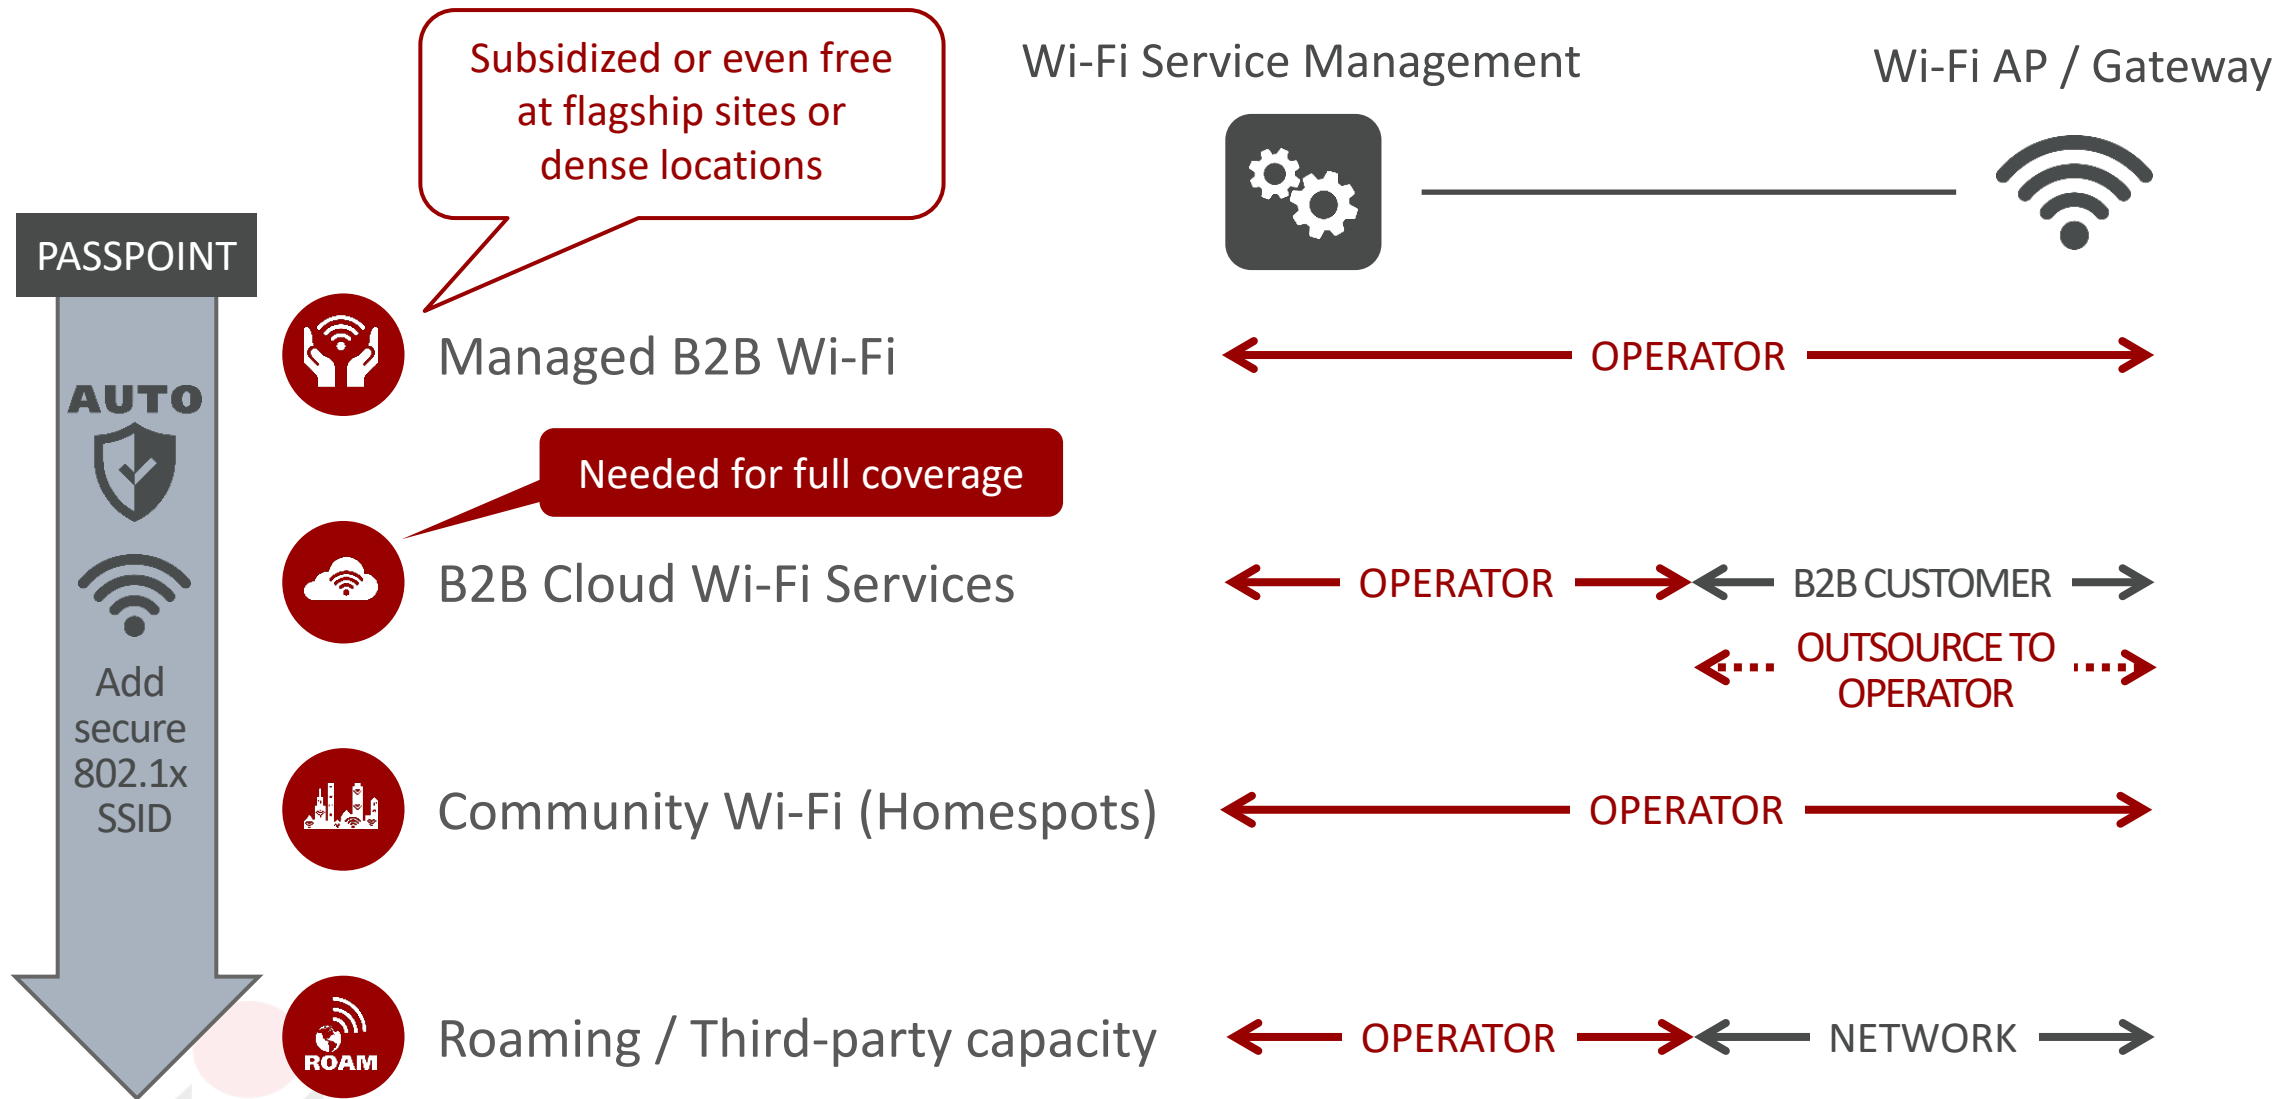 Subsidized or even free
at flagship sites or
dense locations
Wi-Fi Service Management
Wi-Fi AP / Gateway
PASSPOINT
Managed B2B Wi-Fi
OPERATOR
AUTO
Needed for full coverage
B2B Cloud Wi-Fi Services
OPERATOR
B2B CUSTOMER
OUTSOURCE TO
OPERATOR
Add
secure
802.1x
SSID
Community Wi-Fi (Homespots)
OPERATOR
ROAM
Roaming / Third-party capacity
OPERATOR
NETWORK